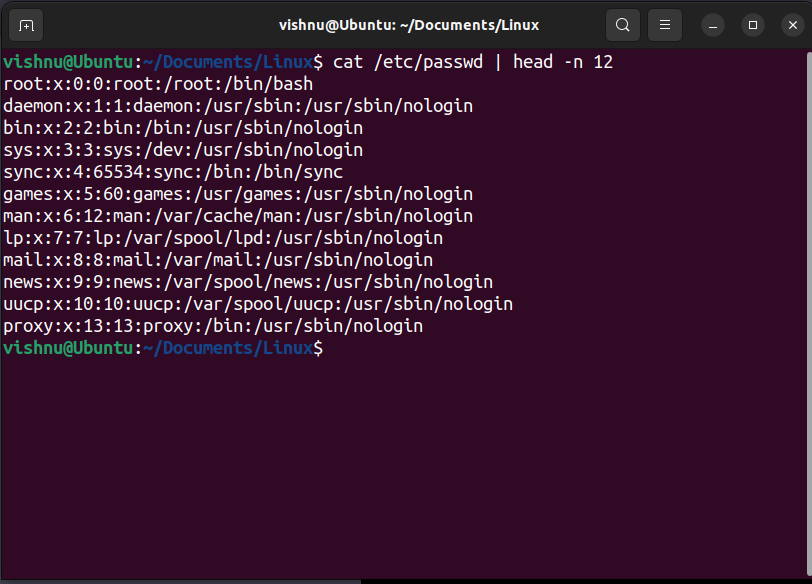 vishnu@Ubuntu: ~/Documents/Linux
vishnu@Ubuntu:~/Documents/Linux$ cat /etc/passwd | head -n 12
root:x:0:0:root:/root:/bin/bash
daemon:x:1:1:daemon:/usr/sbin:/usr/sbin/nologin
bin:x:2:2:bin:/bin:/usr/sbin/nologin
sys:x:3:3:sys:/dev:/usr/sbin/nologin
sync:x:4:65534:sync:/bin:/bin/sync
games:x:5:60:games:/usr/games:/usr/sbin/nologin
man:x:6:12:man:/var/cache/man:/usr/sbin/nologin
lp:x:7:7:lp:/var/spool/lpd:/usr/sbin/nologin
mail:x:8:8:mail:/var/mail:/usr/sbin/nologin
news:x:9:9:news:/var/spool/news:/usr/sbin/nologin
uucp:x:10:10:uucp:/var/spool/uucp:/usr/sbin/nologin
proxy:x:13:13:proxy:/bin:/usr/sbin/nologin
vishnu@Ubuntu:~/Documents/Linux$